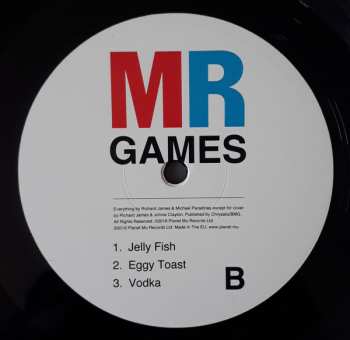 MR
GAMES
Everything by Richard James & Michael Paradinas except for cover
by Richard James & Johnie Clayton. Published by Chrysalis/BMG.
All Rights Reserved. ©2016 Planet Mu Records Ltd.
℗2016 Planet Mu Records Ltd. Made in The EU. www.planet.mu
1. Jelly Fish
2. Eggy Toast
3. Vodka
B